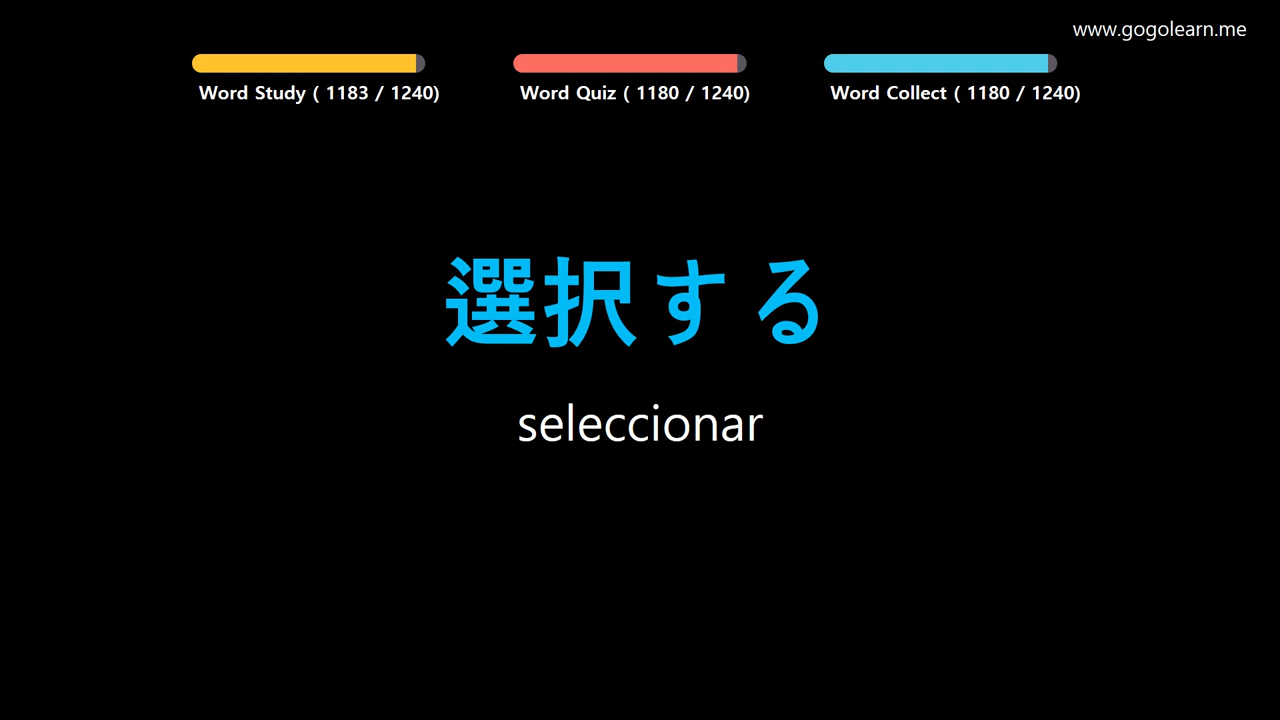 www.gogolearn.me
Word Study ( 1183 / 1240)
Word Quiz ( 1180 / 1240)
Word Collect ( 1180 / 1240)
選択する
seleccionar